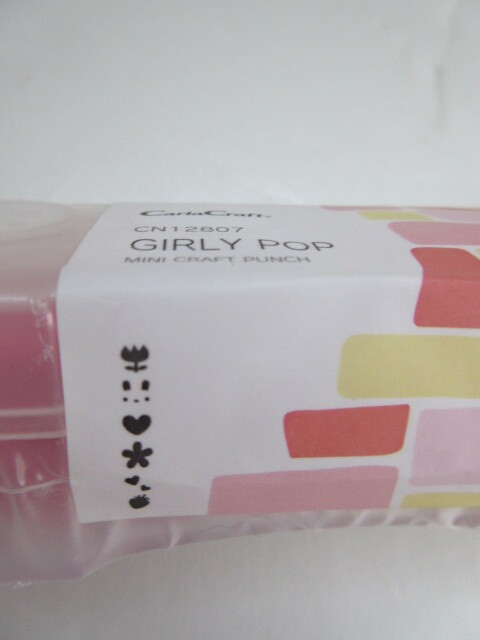 CarlaCraft
CN12807
GIRLY POP
MINI CRAFT PUNCH